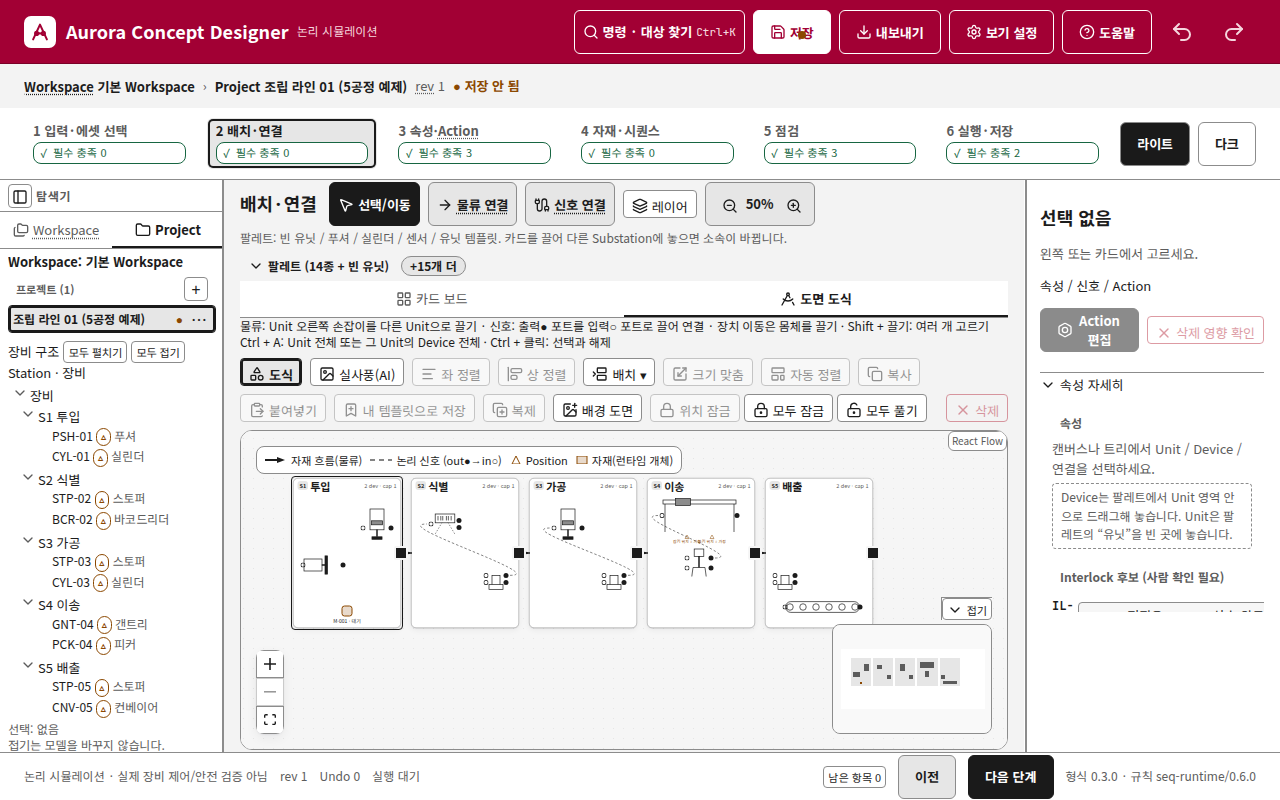 Aurora Concept Designer 논리 시뮬레이션
명령 · 대상 찾기 Ctrl+K
내보내기
보기 설정
도움말
Workspace 기본 Workspace › Project 조립 라인 01 (5공정 예제) rev 1 ● 저장 안 됨
1 입력·에셋 선택
✓ 필수 충족 0
2 배치·연결
✓ 필수 충족 0
3 속성·Action
✓ 필수 충족 3
4 자재·시퀀스
✓ 필수 충족 0
5 점검
✓ 필수 충족 3
6 실행·저장
✓ 필수 충족 2
라이트
다크
탐색기
Workspace
Project
Workspace: 기본 Workspace
프로젝트 (1)
조립 라인 01 (5공정 예제) ● ···
장비 구조 모두 펼치기 모두 접기
Station · 장비
장비
S1 투입
PSH-01 푸셔
CYL-01 실린더
S2 식별
STP-02 스토퍼
BCR-02 바코드리더
S3 가공
STP-03 스토퍼
CYL-03 실린더
S4 이송
GNT-04 갠트리
PCK-04 피커
S5 배출
STP-05 스토퍼
CNV-05 컨베이어
선택: 없음
접기는 모델을 바꾸지 않습니다.
배치·연결
선택/이동
물류 연결
신호 연결
레이어
50%
팔레트: 빈 유닛 / 푸셔 / 실린더 / 센서 / 유닛 템플릿. 카드를 끌어 다른 Substation에 놓으면 소속이 바뀝니다.
팔레트 (14종 + 빈 유닛) +15개 더
카드 보드
도면 도식
물류: Unit 오른쪽 손잡이를 다른 Unit으로 끌기 · 신호: 출력● 포트를 입력○ 포트로 끌어 연결 · 장치 이동은 몸체를 끌기 · Shift + 끌기: 여러 개 고르기
Ctrl + A: Unit 전체 또는 그 Unit의 Device 전체 · Ctrl + 클릭: 선택과 해제
도식
실사풍(AI)
좌 정렬
상 정렬
배치 ▾
크기 맞춤
자동 정렬
복사
붙여넣기
내 템플릿으로 저장
복제
배경 도면
위치 잠금
모두 잠금
모두 풀기
삭제
React Flow
자재 흐름(물류) 논리 신호 (out●→in○) △ Position 자재(런타임 개체)
S1 투입 2 dev · cap 1
S2 식별 2 dev · cap 1
S3 가공 2 dev · cap 1
S4 이송 2 dev · cap 1
S5 배출 2 dev · cap 1
M-001 · 대기
접기
선택 없음
왼쪽 또는 카드에서 고르세요.
속성 / 신호 / Action
Action
편집
삭제 영향 확인
속성 자세히
속성
캔버스나 트리에서 Unit / Device /
연결을 선택하세요.
Device는 팔레트에서 Unit 영역 안
으로 드래그해 놓습니다. Unit은 팔
레트의 “유닛”을 빈 곳에 놓습니다.
Interlock 후보 (사람 확인 필요)
IL-
논리 시뮬레이션 · 실제 장비 제어/안전 검증 아님 rev 1 Undo 0 실행 대기
남은 항목 0
이전
다음 단계
형식 0.3.0 · 규칙 seq-runtime/0.6.0